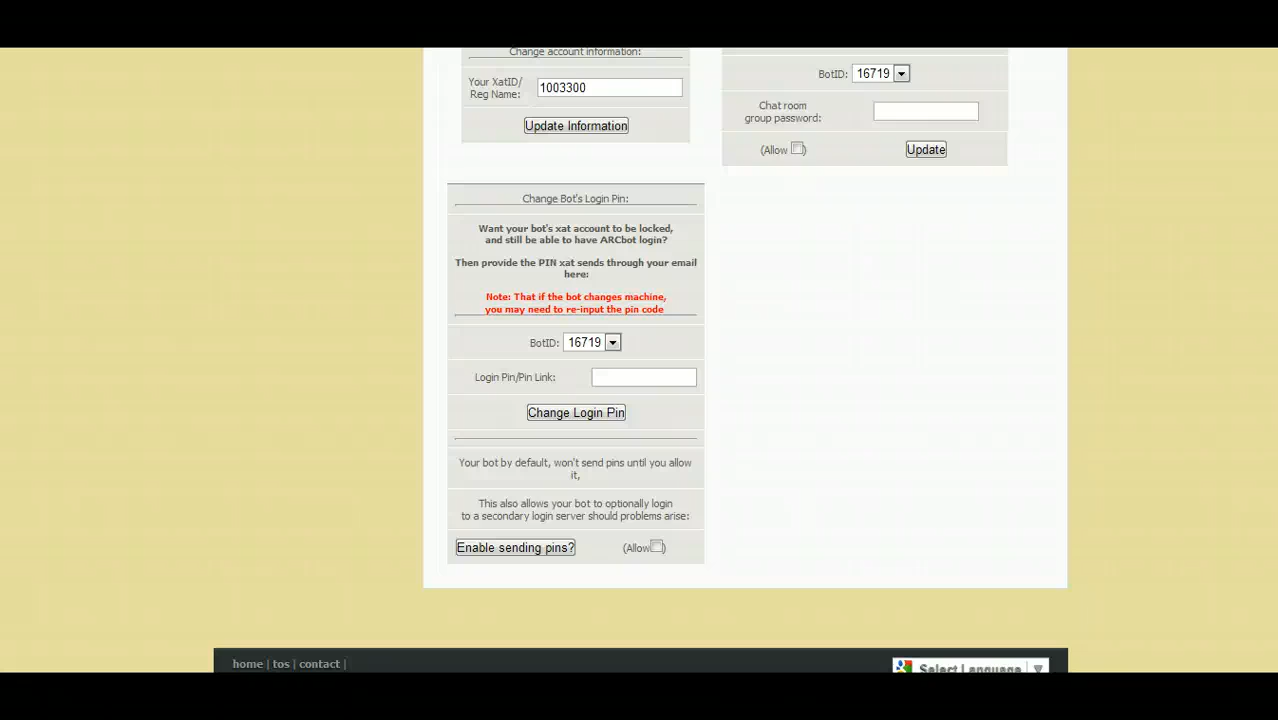 Change account information:
Your XatID/
Reg Name:
1003300
Update Information
BotID: 16719
Chat room
group password:
(Allow )
Update
Change Bot's Login Pin:
Want your bot's xat account to be locked,
and still be able to have ARCbot login?
Then provide the PIN xat sends through your email
here:
Note: That if the bot changes machine,
you may need to re-input the pin code
BotID: 16719
Login Pin/Pin Link:
Change Login Pin
Your bot by default, won't send pins until you allow
it,
This also allows your bot to optionally login
to a secondary login server should problems arise:
Enable sending pins? (Allow )
home | tos | contact |
Select Language